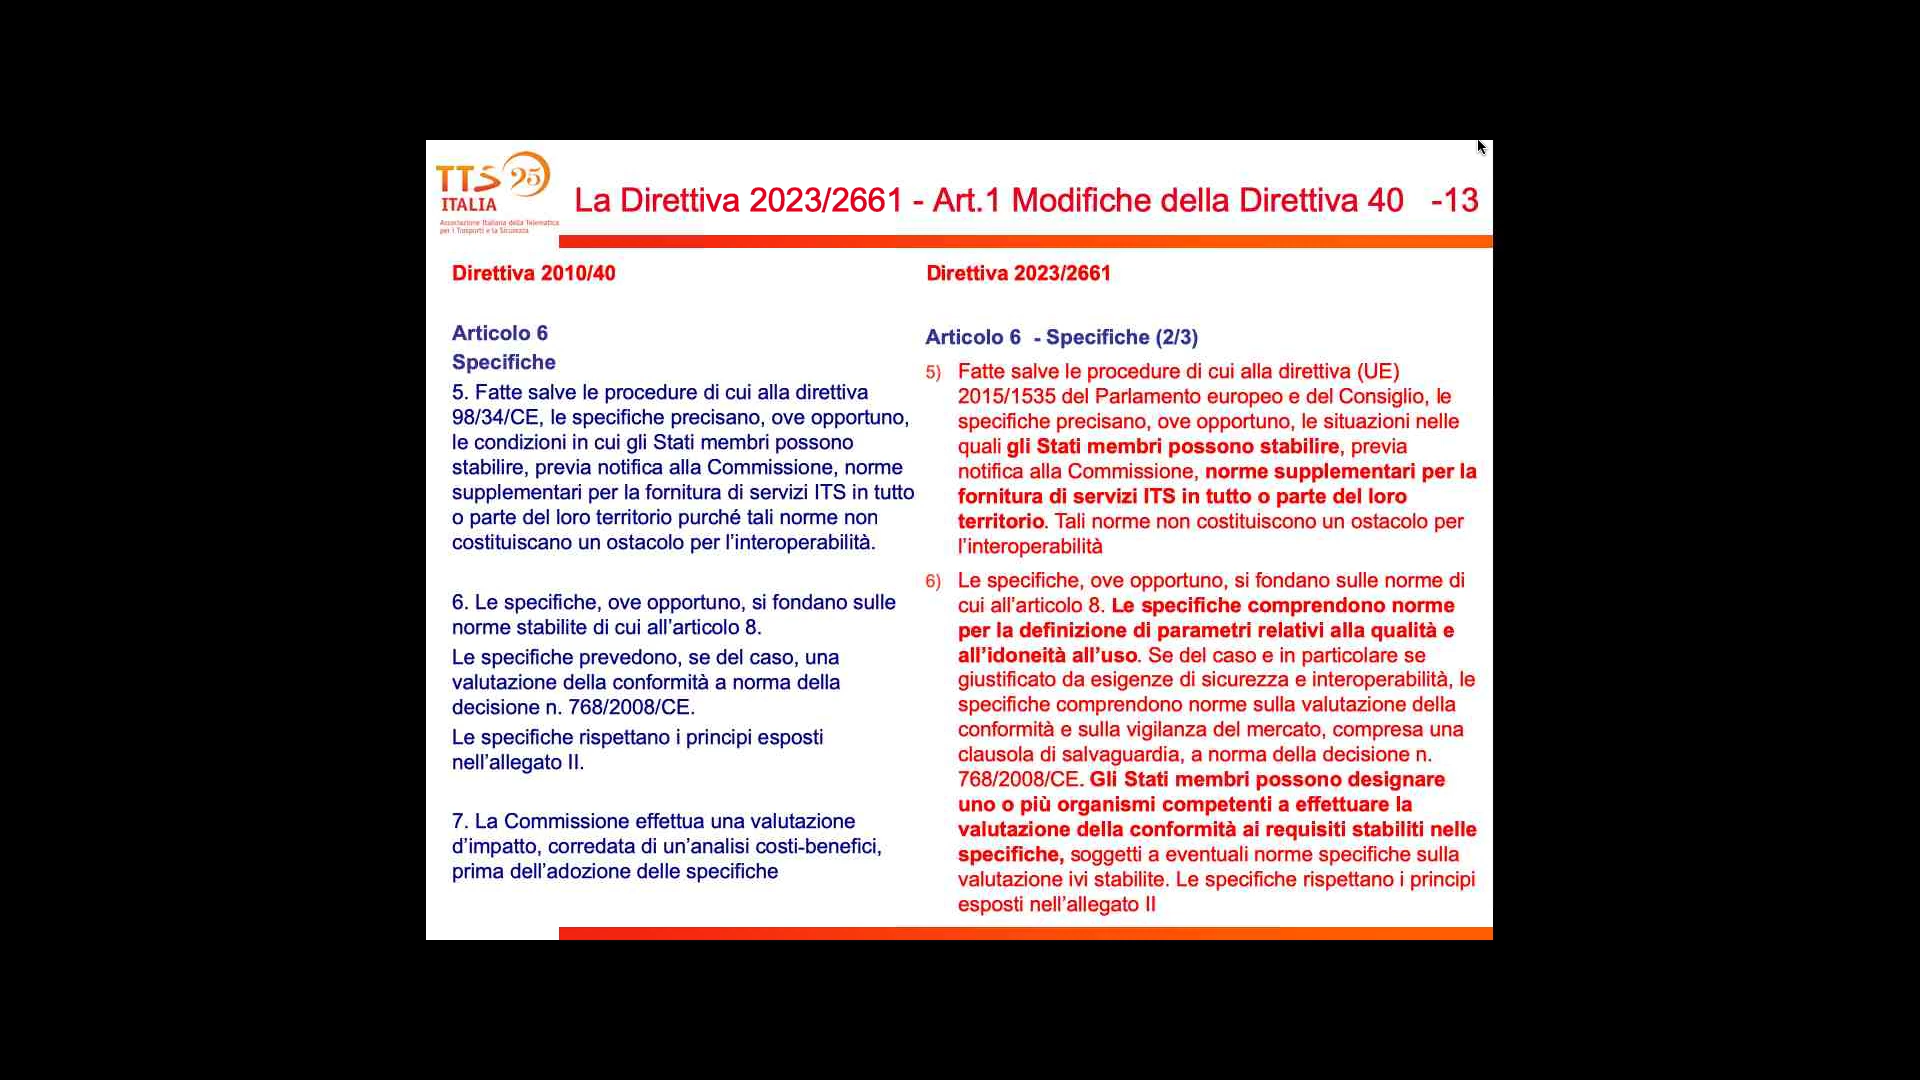 TTS 25
ITALIA
Associazione Italiana della Telematica
per i Trasporti e la Sicurezza
La Direttiva 2023/2661 - Art.1 Modifiche della Direttiva 40 -13
Direttiva 2010/40
Articolo 6
Specifiche
5. Fatte salve le procedure di cui alla direttiva
98/34/CE, le specifiche precisano, ove opportuno,
le condizioni in cui gli Stati membri possono
stabilire, previa notifica alla Commissione, norme
supplementari per la fornitura di servizi ITS in tutto
o parte del loro territorio purché tali norme non
costituiscano un ostacolo per l’interoperabilità.
6. Le specifiche, ove opportuno, si fondano sulle
norme stabilite di cui all’articolo 8.
Le specifiche prevedono, se del caso, una
valutazione della conformità a norma della
decisione n. 768/2008/CE.
Le specifiche rispettano i principi esposti
nell’allegato II.
7. La Commissione effettua una valutazione
d’impatto, corredata di un’analisi costi-benefici,
prima dell’adozione delle specifiche
Direttiva 2023/2661
Articolo 6 - Specifiche (2/3)
5) Fatte salve le procedure di cui alla direttiva (UE)
2015/1535 del Parlamento europeo e del Consiglio, le
specifiche precisano, ove opportuno, le situazioni nelle
quali gli Stati membri possono stabilire, previa
notifica alla Commissione, norme supplementari per la
fornitura di servizi ITS in tutto o parte del loro
territorio. Tali norme non costituiscono un ostacolo per
l’interoperabilità
6) Le specifiche, ove opportuno, si fondano sulle norme di
cui all’articolo 8. Le specifiche comprendono norme
per la definizione di parametri relativi alla qualità e
all’idoneità all’uso. Se del caso e in particolare se
giustificato da esigenze di sicurezza e interoperabilità, le
specifiche comprendono norme sulla valutazione della
conformità e sulla vigilanza del mercato, compresa una
clausola di salvaguardia, a norma della decisione n.
768/2008/CE. Gli Stati membri possono designare
uno o più organismi competenti a effettuare la
valutazione della conformità ai requisiti stabiliti nelle
specifiche, soggetti a eventuali norme specifiche sulla
valutazione ivi stabilite. Le specifiche rispettano i principi
esposti nell’allegato II